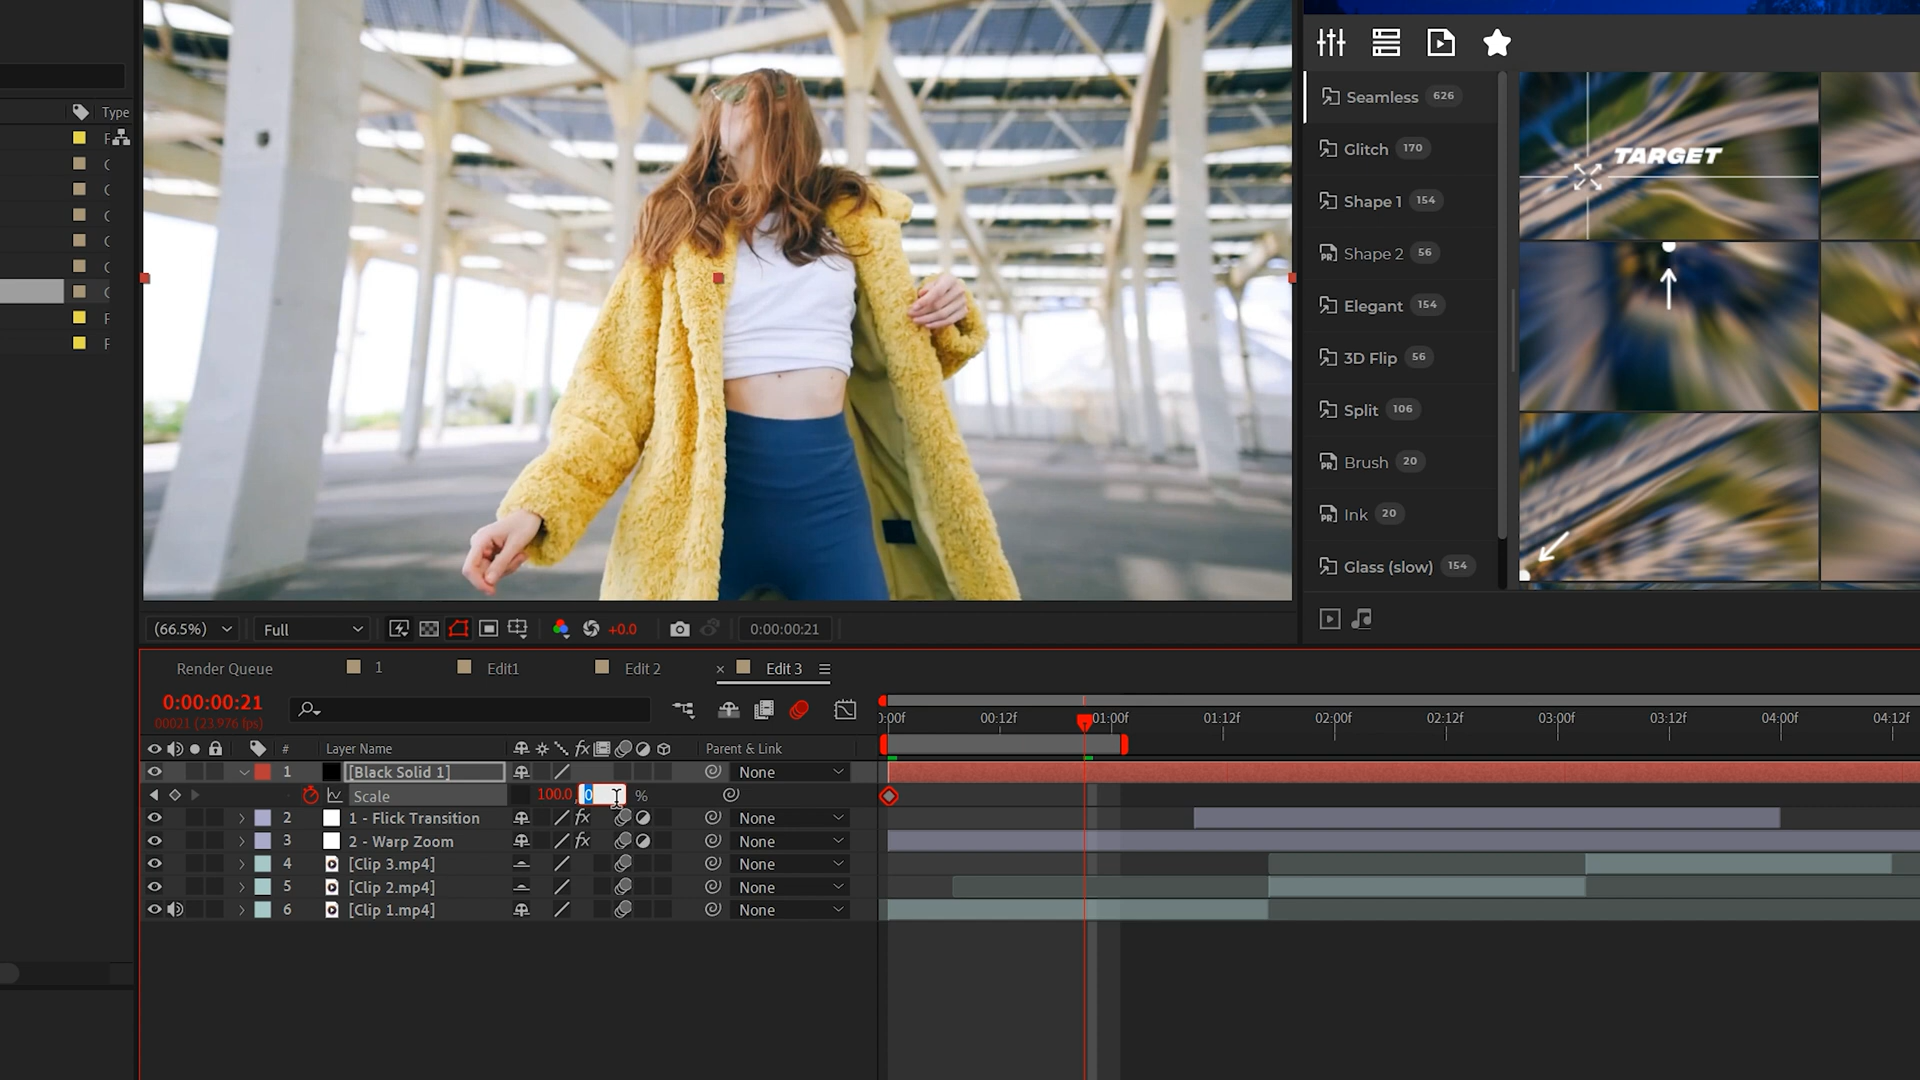 Type
F
C
C
C
C
C
C
F
F
Seamless 626
Glitch 170
Shape 1 154
Shape 2 56
Elegant 154
3D Flip 56
Split 106
Brush 20
Ink 20
Glass (slow) 154
TARGET
(66.5%) Full +0.0 0:00:00:21
Render Queue 1 Edit1 Edit 2 × Edit 3
0:00:00:21
00021 (23.976 fps)
0:00f 00:12f 01:00f 01:12f 02:00f 02:12f 03:00f 03:12f 04:00f 04:12f
# Layer Name fx Parent & Link
1 [Black Solid 1] None
Scale 100.0, 0 %
2 1 - Flick Transition fx None
3 2 - Warp Zoom fx None
4 [Clip 3.mp4] None
5 [Clip 2.mp4] None
6 [Clip 1.mp4] None